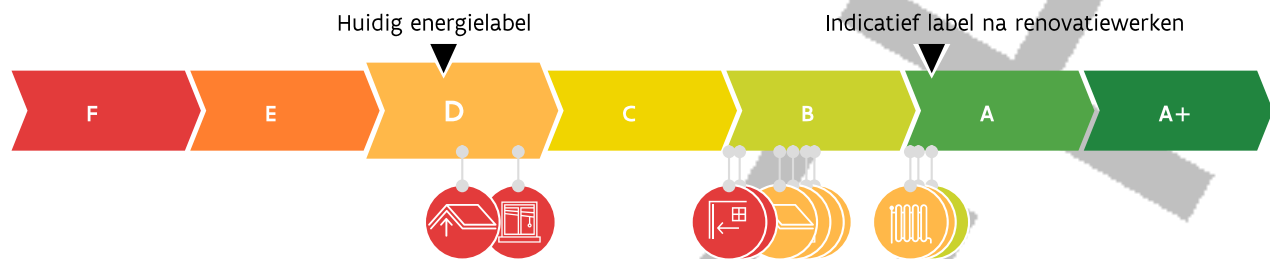 Huidig energielabel Indicatief label na renovatiewerken
F E D C B A A+